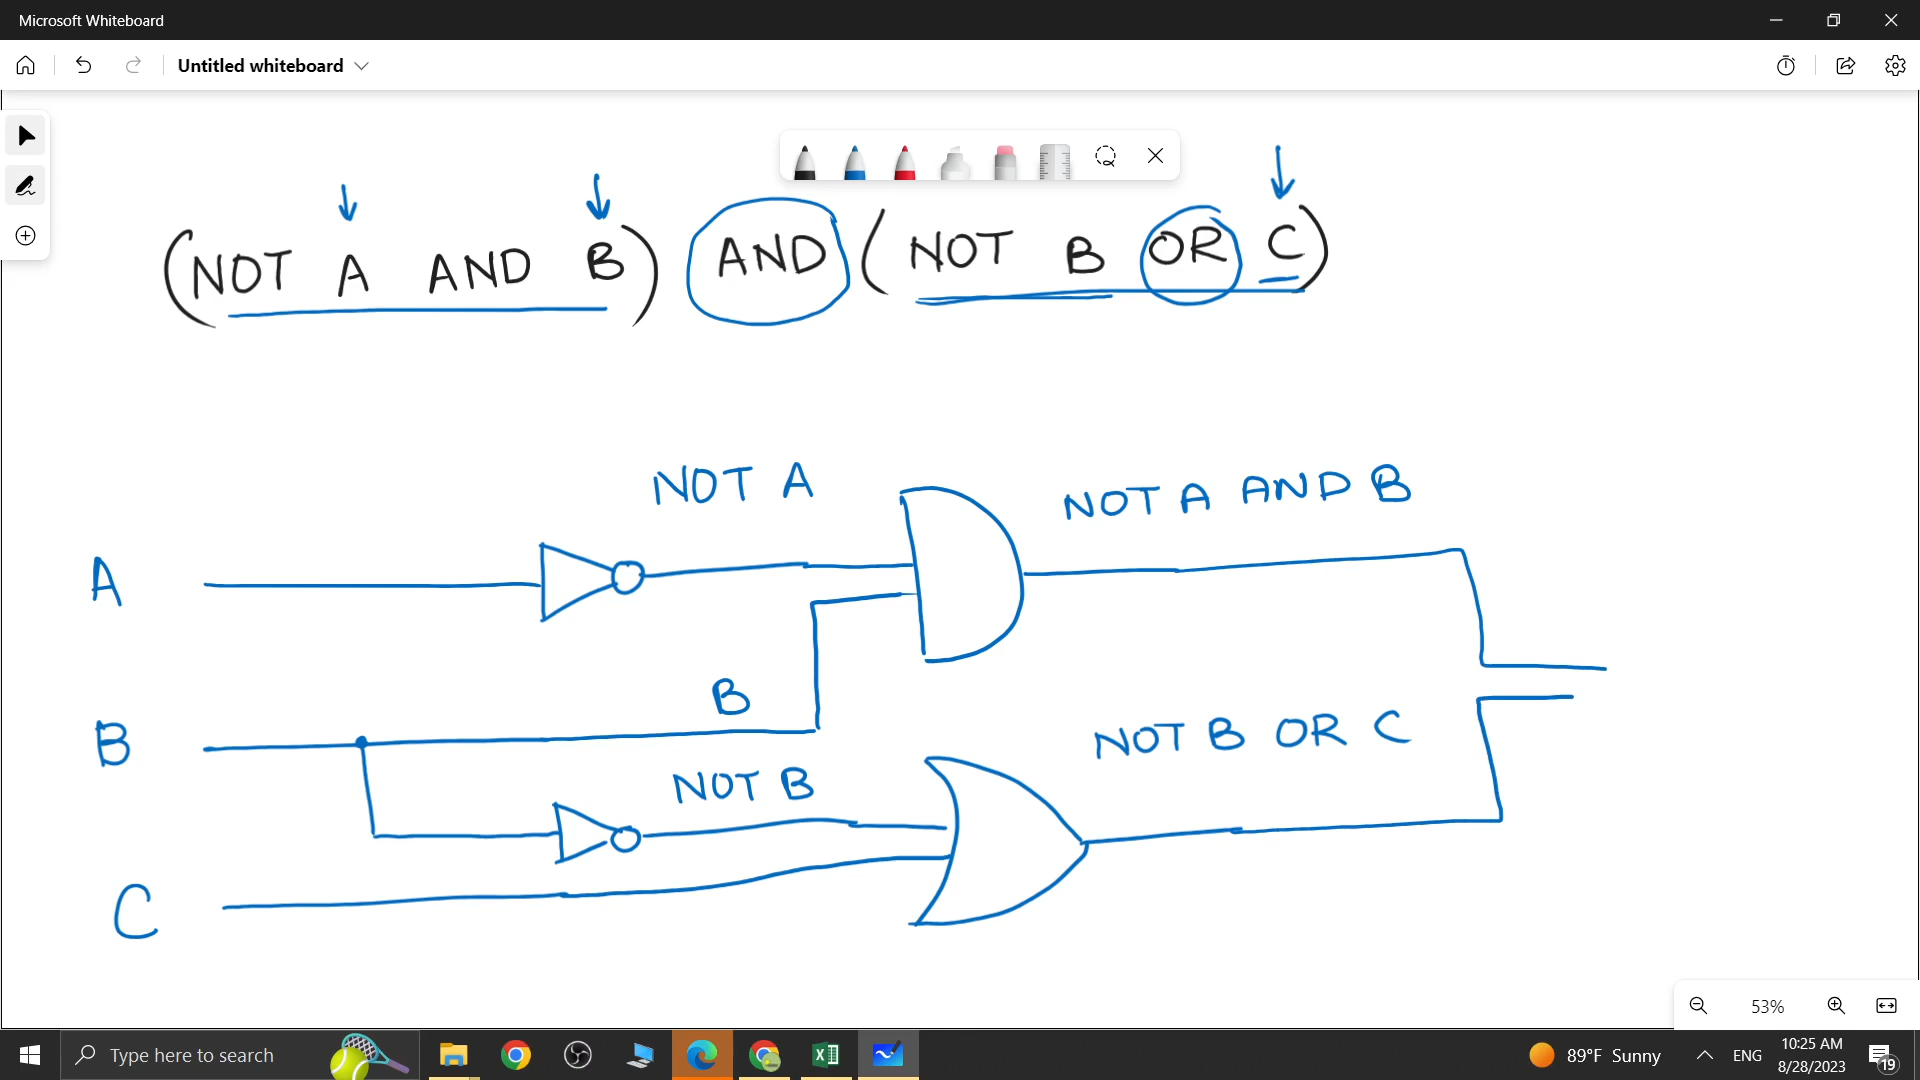 Microsoft Whiteboard
Untitled whiteboard
(NOT A AND B) AND (NOT B OR C)
NOT A
NOT A AND B
A
B
B
NOT B OR C
NOT B
C
53%
Type here to search
89°F Sunny
ENG
10:25 AM
8/28/2023
19